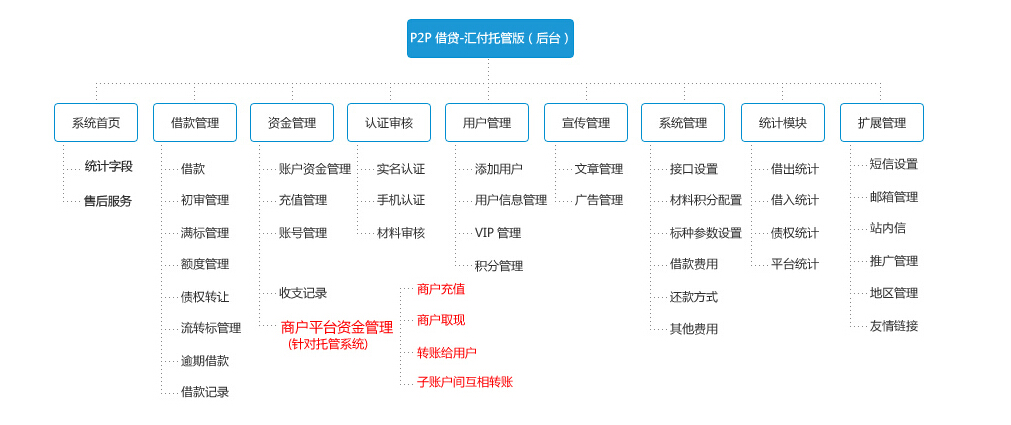 P2P 借贷-汇付托管版（后台）
系统首页
统计字段
售后服务
借款管理
借款
初审管理
满标管理
额度管理
债权转让
流转标管理
逾期借款
借款记录
资金管理
账户资金管理
充值管理
账号管理
收支记录
商户平台资金管理
(针对托管系统)
商户充值
商户取现
转账给用户
子账户间互相转账
认证审核
实名认证
手机认证
材料审核
用户管理
添加用户
用户信息管理
VIP 管理
积分管理
宣传管理
文章管理
广告管理
系统管理
接口设置
材料积分配置
标种参数设置
借款费用
还款方式
其他费用
统计模块
借出统计
借入统计
债权统计
平台统计
扩展管理
短信设置
邮箱管理
站内信
推广管理
地区管理
友情链接